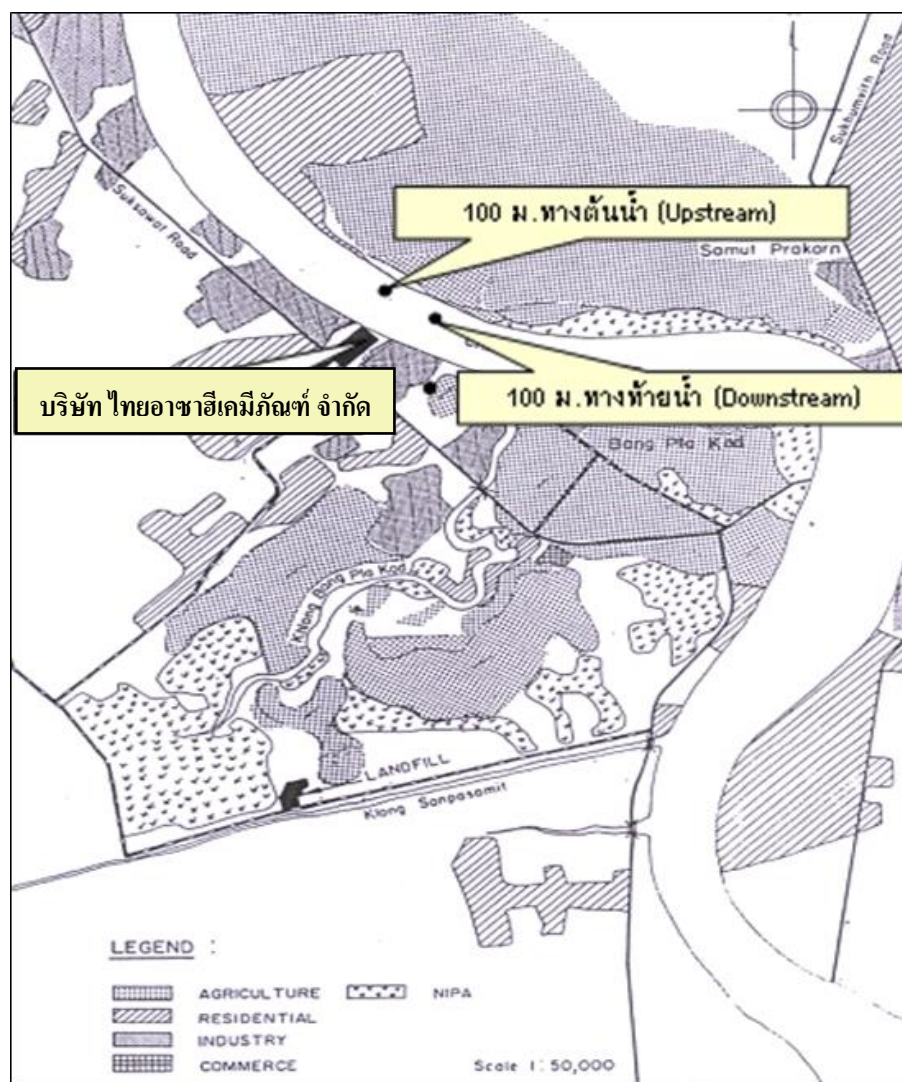 Sukhumvith Road
Suksawat Road
100 ม.ทางต้นน้ำ (Upstream)
Samut Prakarn
บริษัท ไทยอาซาฮีเคมีภัณฑ์ จำกัด
100 ม.ทางท้ายน้ำ (Downstream)
Bang Pla Kod
Khlong Bang Pla Kod
LANDFILL
Klong Sanpasamit
LEGEND :
AGRICULTURE NIPA
RESIDENTIAL
INDUSTRY
COMMERCE Scale 1: 50,000